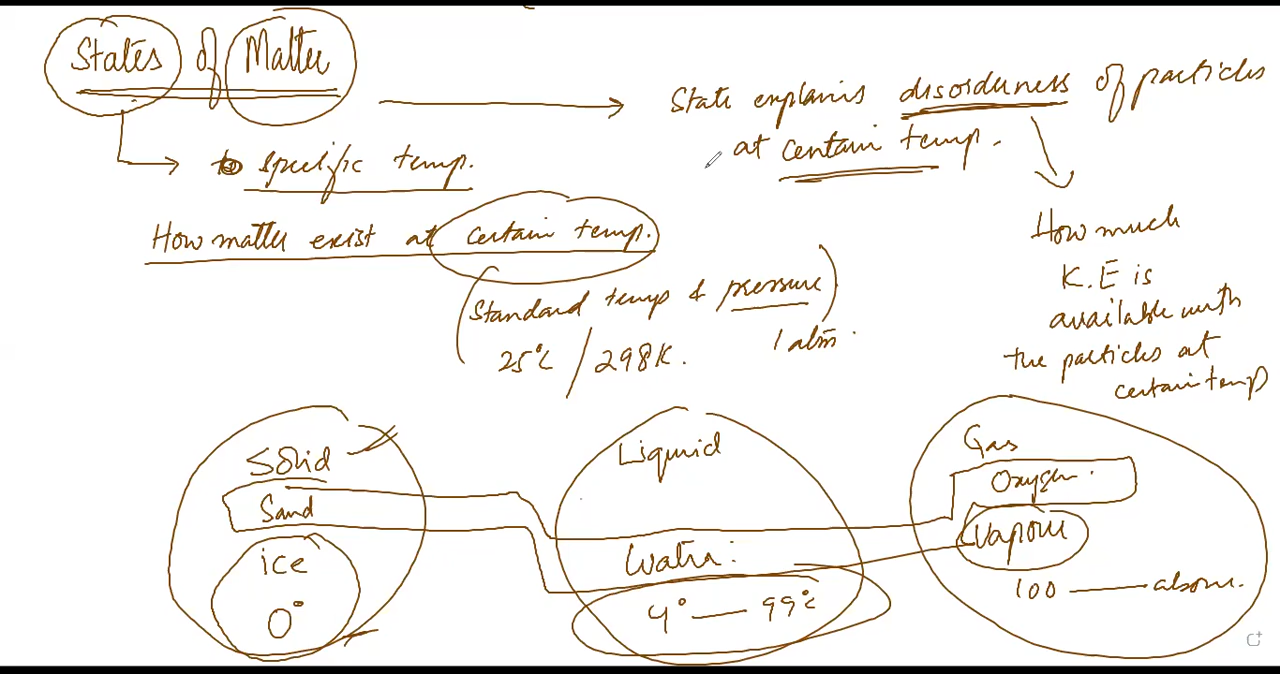 States of Matter
State explains disorderness of particles
at certain temp.
to specific temp.
How matter exist at certain temp.
(Standard temp & pressure)
25°C / 298K. 1 atm.
How much
K.E is
available with
the particles at
certain temp
Solid
Sand
ice
0°
Liquid
Water:
4° — 99°C
Gas
Oxygen.
Vapour
100 — above.